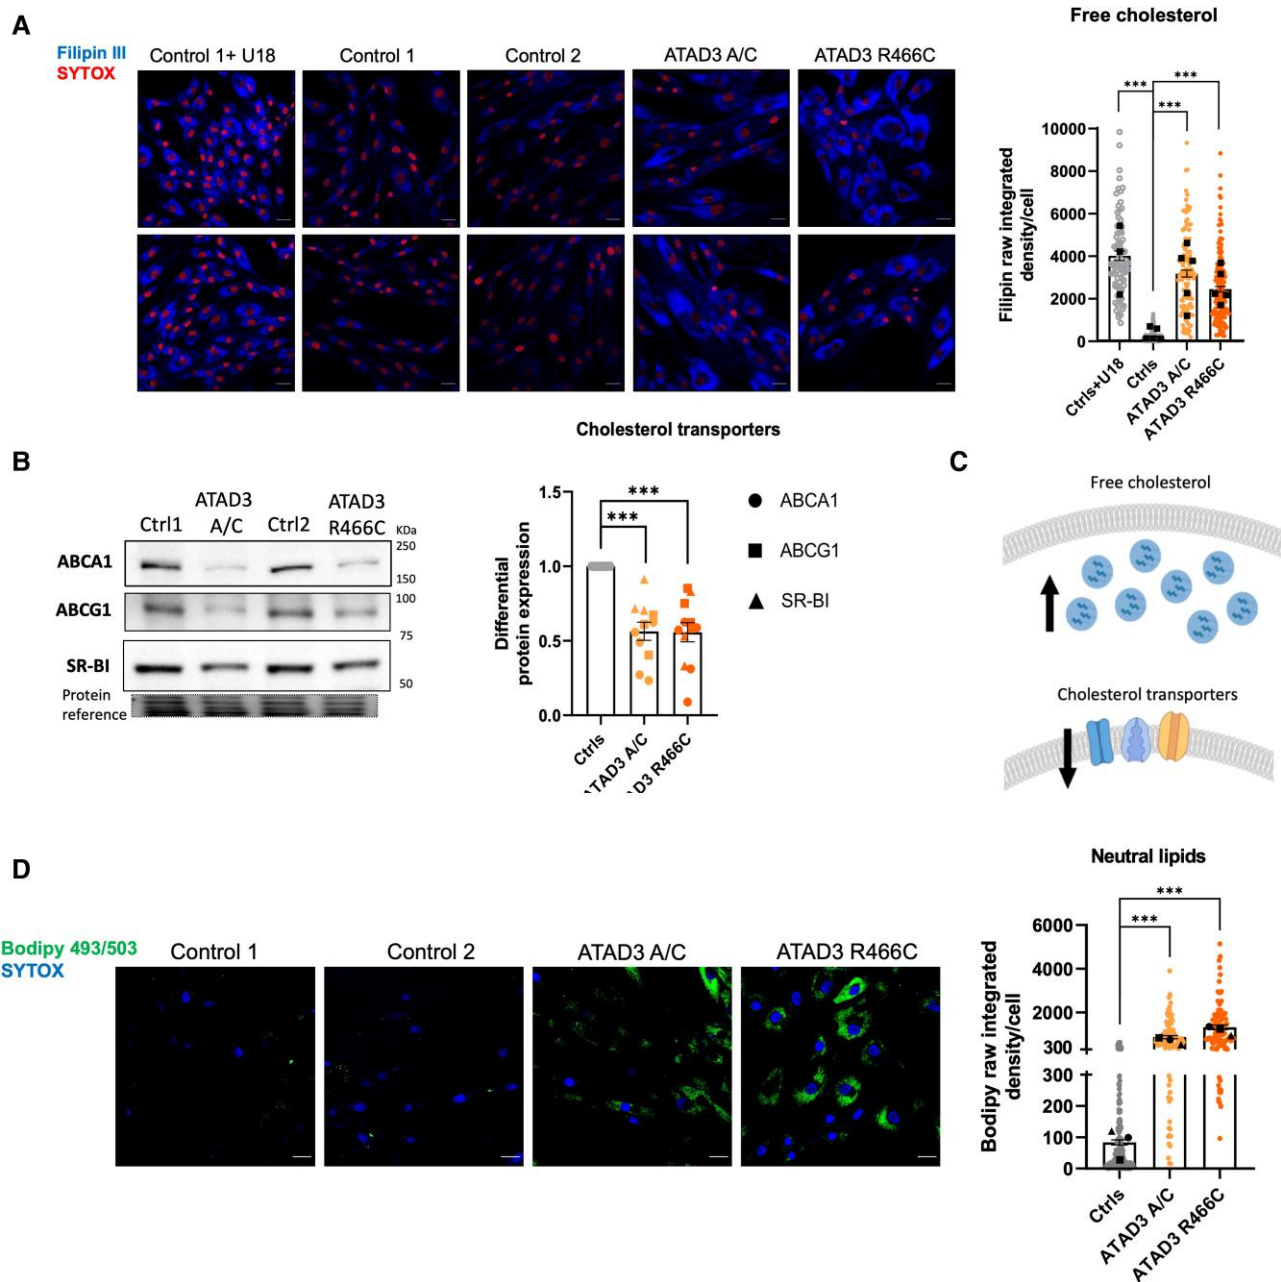 A
Free cholesterol
Filipin III
SYTOX
Control 1+ U18
Control 1
Control 2
ATAD3 A/C
ATAD3 R466C
***
***
***
Filipin raw integrated
density/cell
10000
8000
6000
4000
2000
0
Ctrls+U18
Ctrls
ATAD3 A/C
ATAD3 R466C
Cholesterol transporters
B
Ctrl1
ATAD3
A/C
Ctrl2
ATAD3
R466C
KDa
250
150
100
75
50
ABCA1
ABCG1
SR-BI
Protein
reference
Differential
protein expression
1.5
1.0
0.5
0.0
***
***
Ctrls
ATAD3 A/C
AD3 R466C
ABCA1
ABCG1
SR-BI
C
Free cholesterol
Cholesterol transporters
D
Bodipy 493/503
SYTOX
Control 1
Control 2
ATAD3 A/C
ATAD3 R466C
Neutral lipids
***
***
Bodipy raw integrated
density/cell
6000
4000
2000
300
300
200
100
0
Ctrls
ATAD3 A/C
ATAD3 R466C